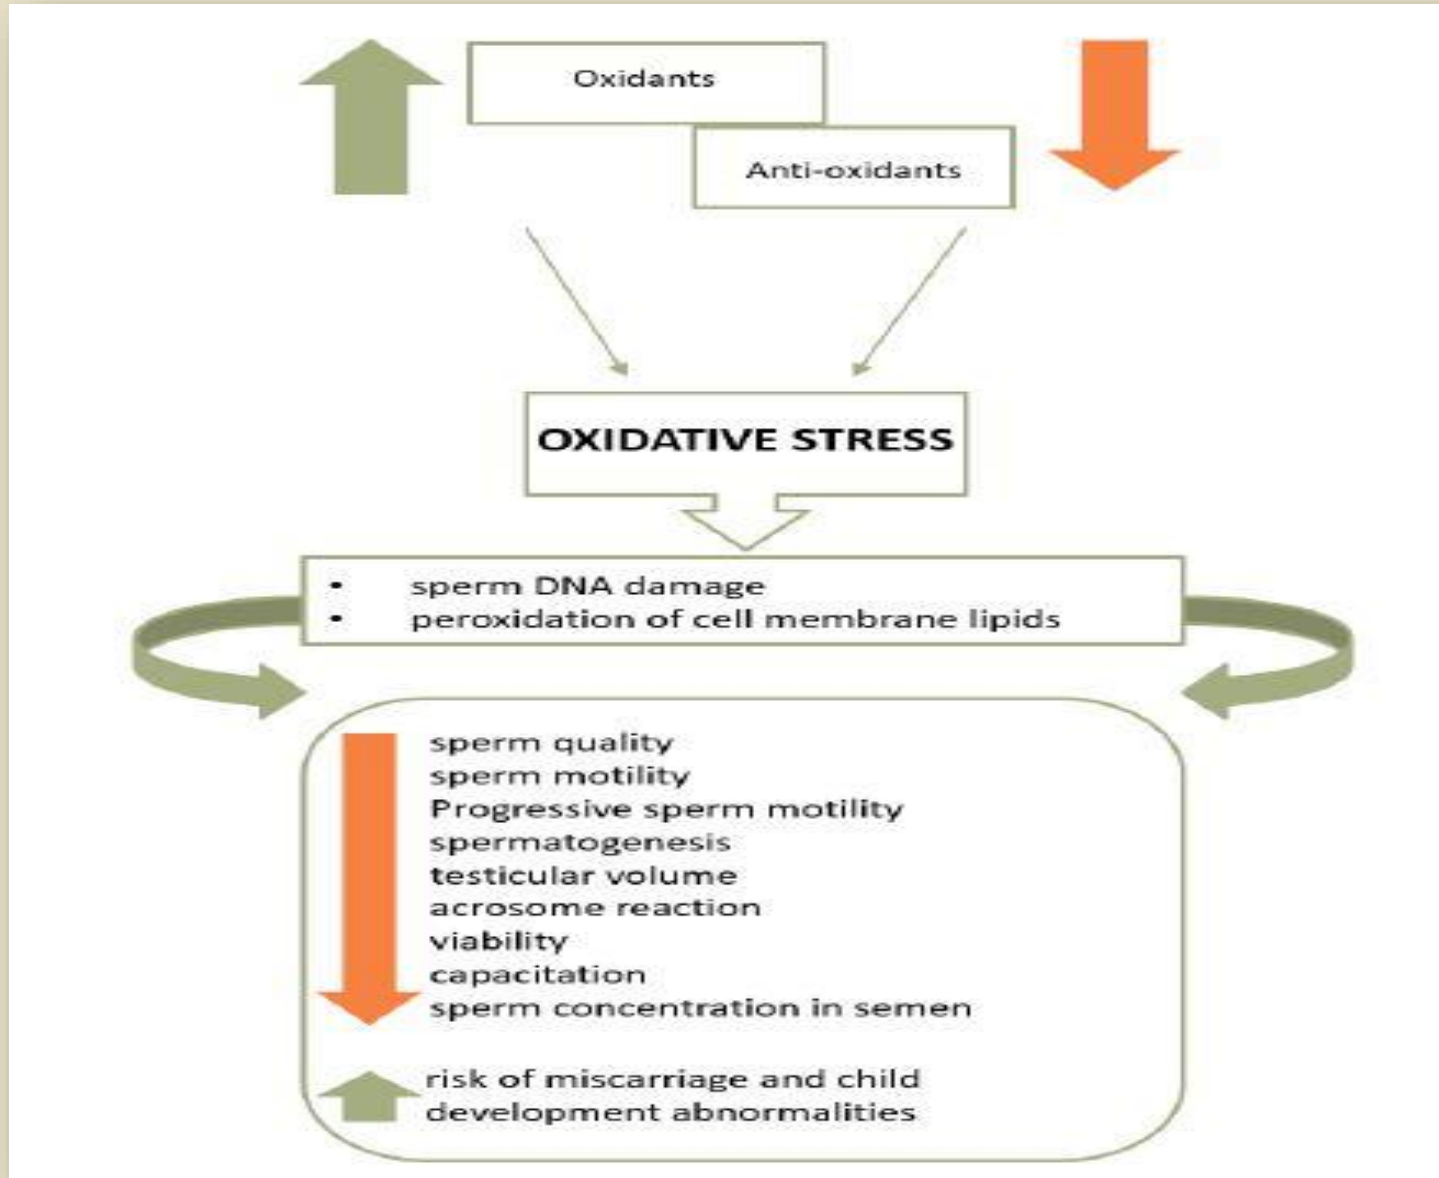 Oxidants
Anti-oxidants
OXIDATIVE STRESS
• sperm DNA damage
• peroxidation of cell membrane lipids
sperm quality
sperm motility
Progressive sperm motility
spermatogenesis
testicular volume
acrosome reaction
viability
capacitation
sperm concentration in semen
risk of miscarriage and child
development abnormalities